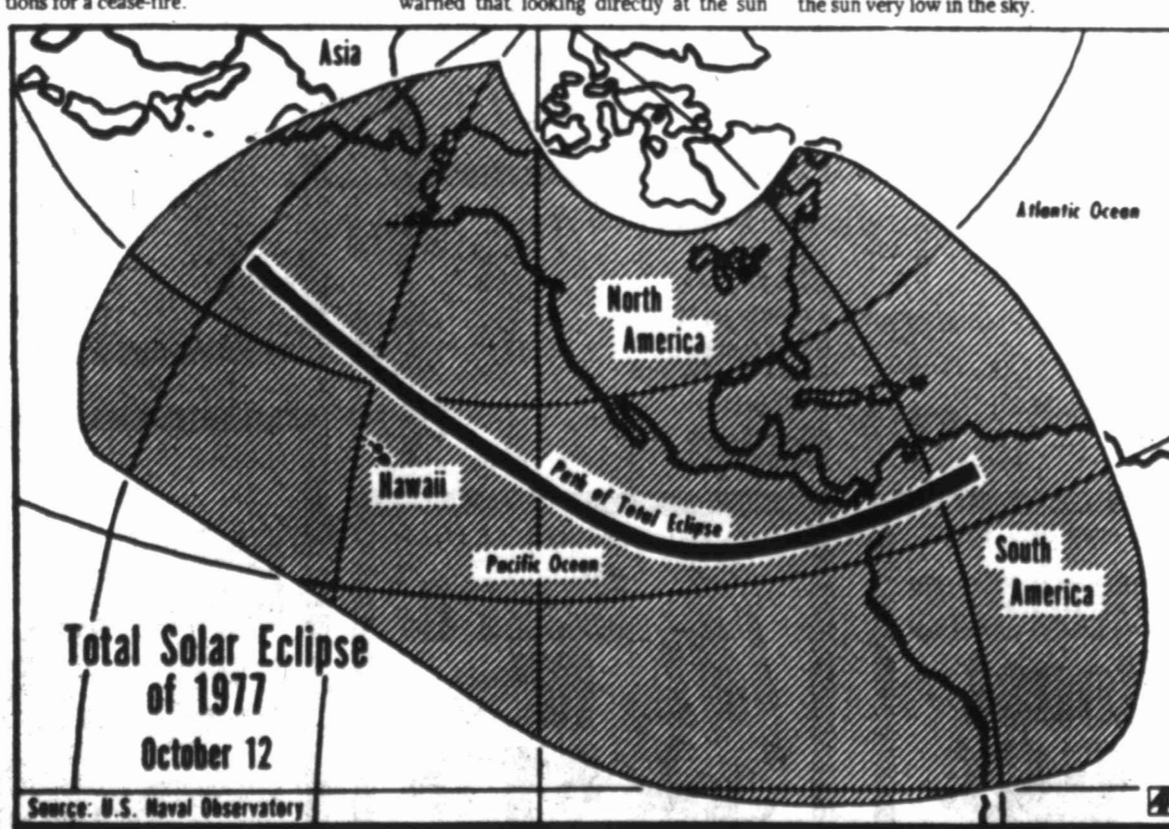 tions for a cease-fire.
warned that looking directly at the sun
the sun very low in the sky.
Asia
Atlantic Ocean
North
America
Hawaii
Path of Total Eclipse
Pacific Ocean
South
America
Total Solar Eclipse
of 1977
October 12
Source: U.S. Naval Observatory